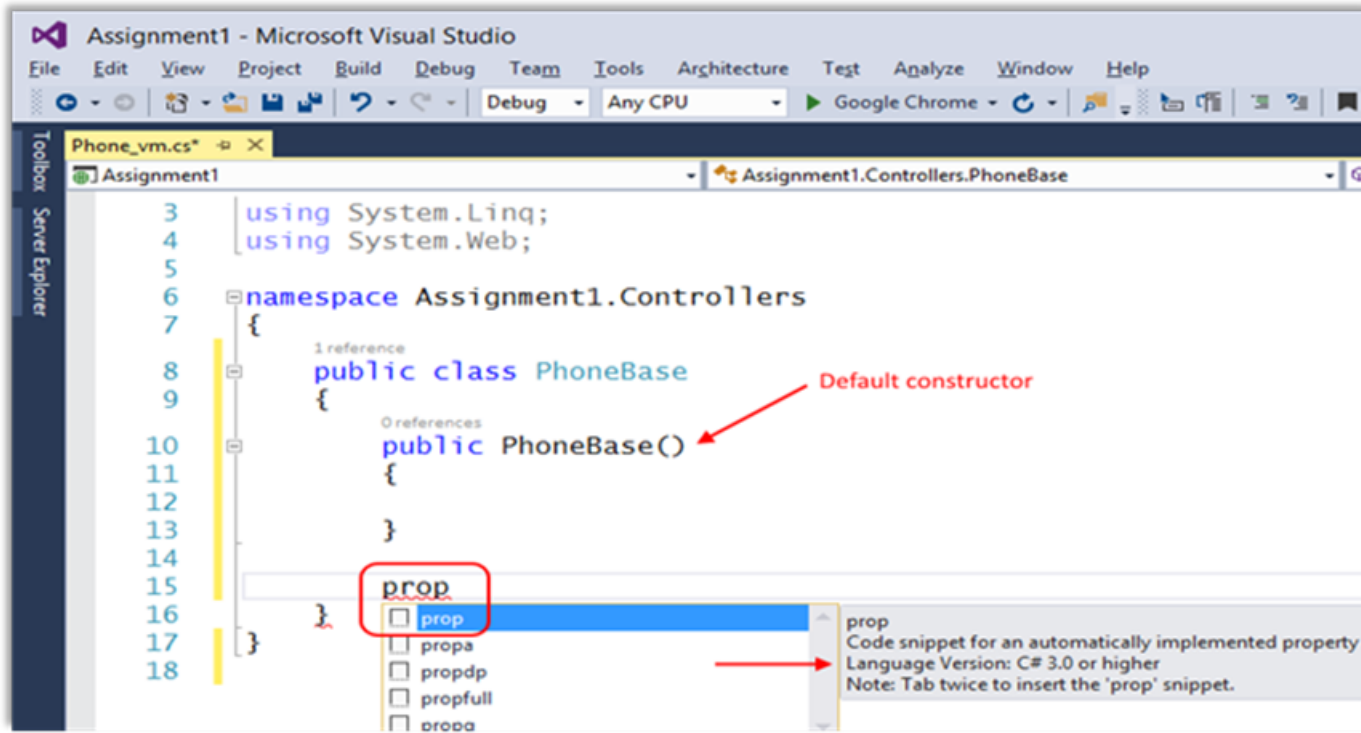 Assignment1 - Microsoft Visual Studio
File Edit View Project Build Debug Team Tools Architecture Test Analyze Window Help
Debug Any CPU Google Chrome
Toolbox
Server Explorer
Phone_vm.cs*
Assignment1 Assignment1.Controllers.PhoneBase
3 using System.Linq;
4 using System.Web;
5
6 namespace Assignment1.Controllers
7 {
1 reference
8 public class PhoneBase
Default constructor
9 {
0 references
10 public PhoneBase()
11 {
12
13 }
14
15 prop
16 }
17 }
18
prop
propa
propdp
propfull
propg
prop
Code snippet for an automatically implemented property
Language Version: C# 3.0 or higher
Note: Tab twice to insert the 'prop' snippet.